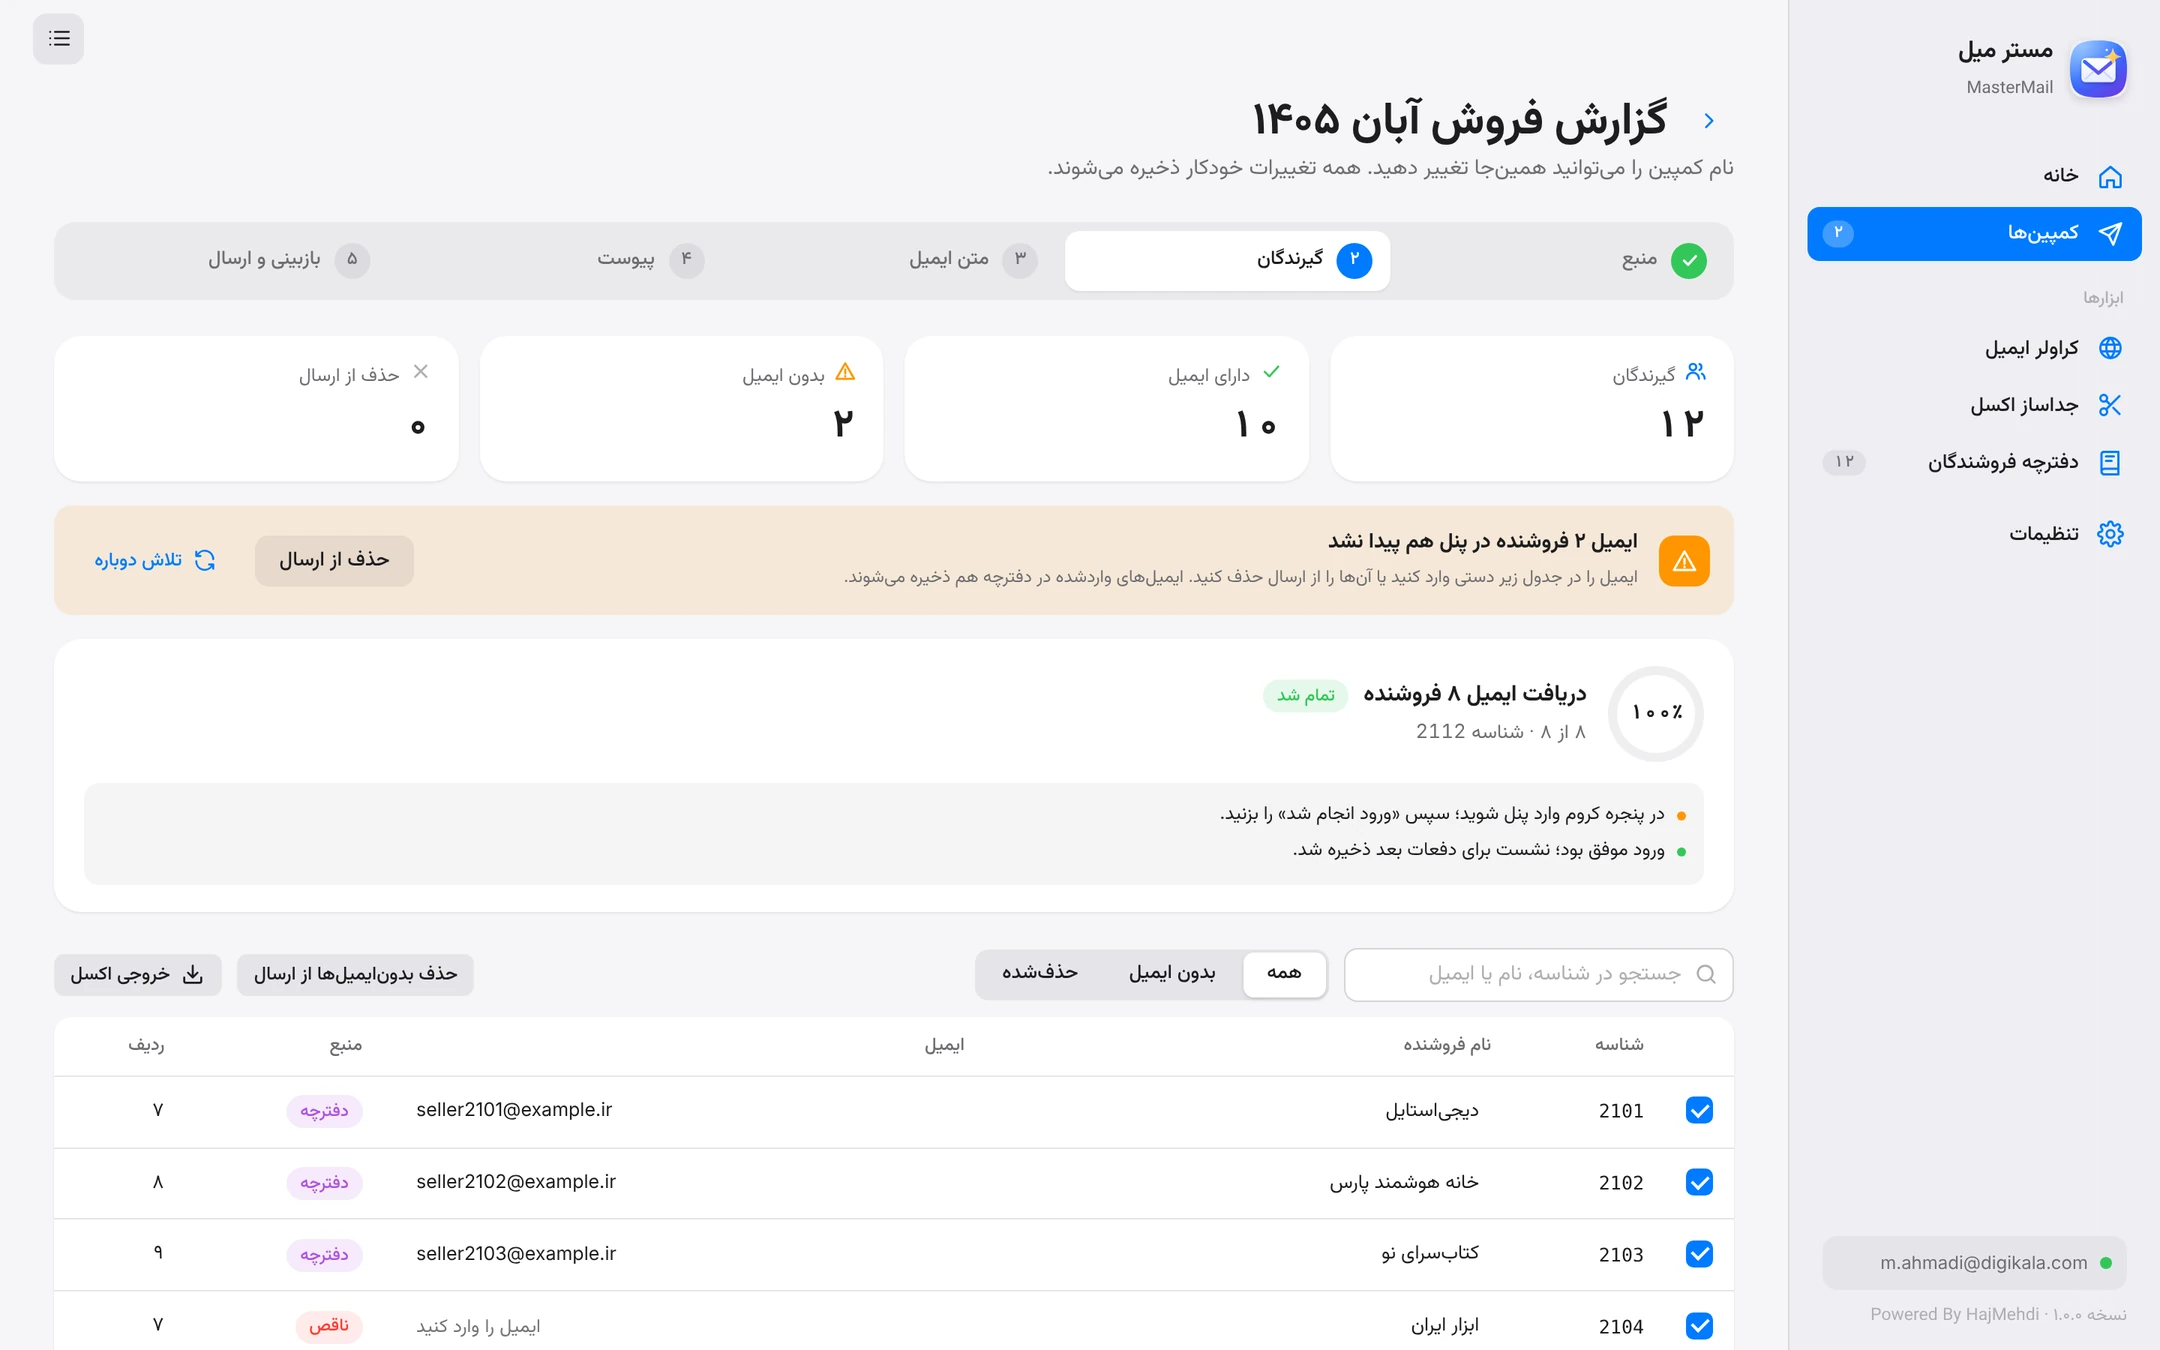 مستر میل
MasterMail
خانه
کمپین‌ها
۲
ابزارها
کراولر ایمیل
جداساز اکسل
دفترچه فروشندگان
۱۲
تنظیمات
m.ahmadi@digikala.com
نسخه ۱.۰.۰ · Powered By HajMehdi
گزارش فروش آبان ۱۴۰۵
نام کمپین را می‌توانید همین‌جا تغییر دهید. همه تغییرات خودکار ذخیره می‌شوند.
منبع
۲ گیرندگان
۳ متن ایمیل
۴ پیوست
۵ بازبینی و ارسال
گیرندگان
۱۲
دارای ایمیل
۱۰
بدون ایمیل
۲
حذف از ارسال
۰
ایمیل ۲ فروشنده در پنل هم پیدا نشد
ایمیل را در جدول زیر دستی وارد کنید یا آن‌ها را از ارسال حذف کنید. ایمیل‌های واردشده در دفترچه هم ذخیره می‌شوند.
حذف از ارسال
تلاش دوباره
۱۰۰٪
دریافت ایمیل ۸ فروشنده
تمام شد
۸ از ۸ · شناسه 2112
در پنجره کروم وارد پنل شوید؛ سپس «ورود انجام شد» را بزنید.
ورود موفق بود؛ نشست برای دفعات بعد ذخیره شد.
جستجو در شناسه، نام یا ایمیل
همه
بدون ایمیل
حذف‌شده
حذف بدون‌ایمیل‌ها از ارسال
خروجی اکسل
شناسه نام فروشنده ایمیل منبع ردیف
2101 دیجی‌استایل seller2101@example.ir دفترچه ۷
2102 خانه هوشمند پارس seller2102@example.ir دفترچه ۸
2103 کتاب‌سرای نو seller2103@example.ir دفترچه ۹
2104 ابزار ایران ایمیل را وارد کنید ناقص ۷